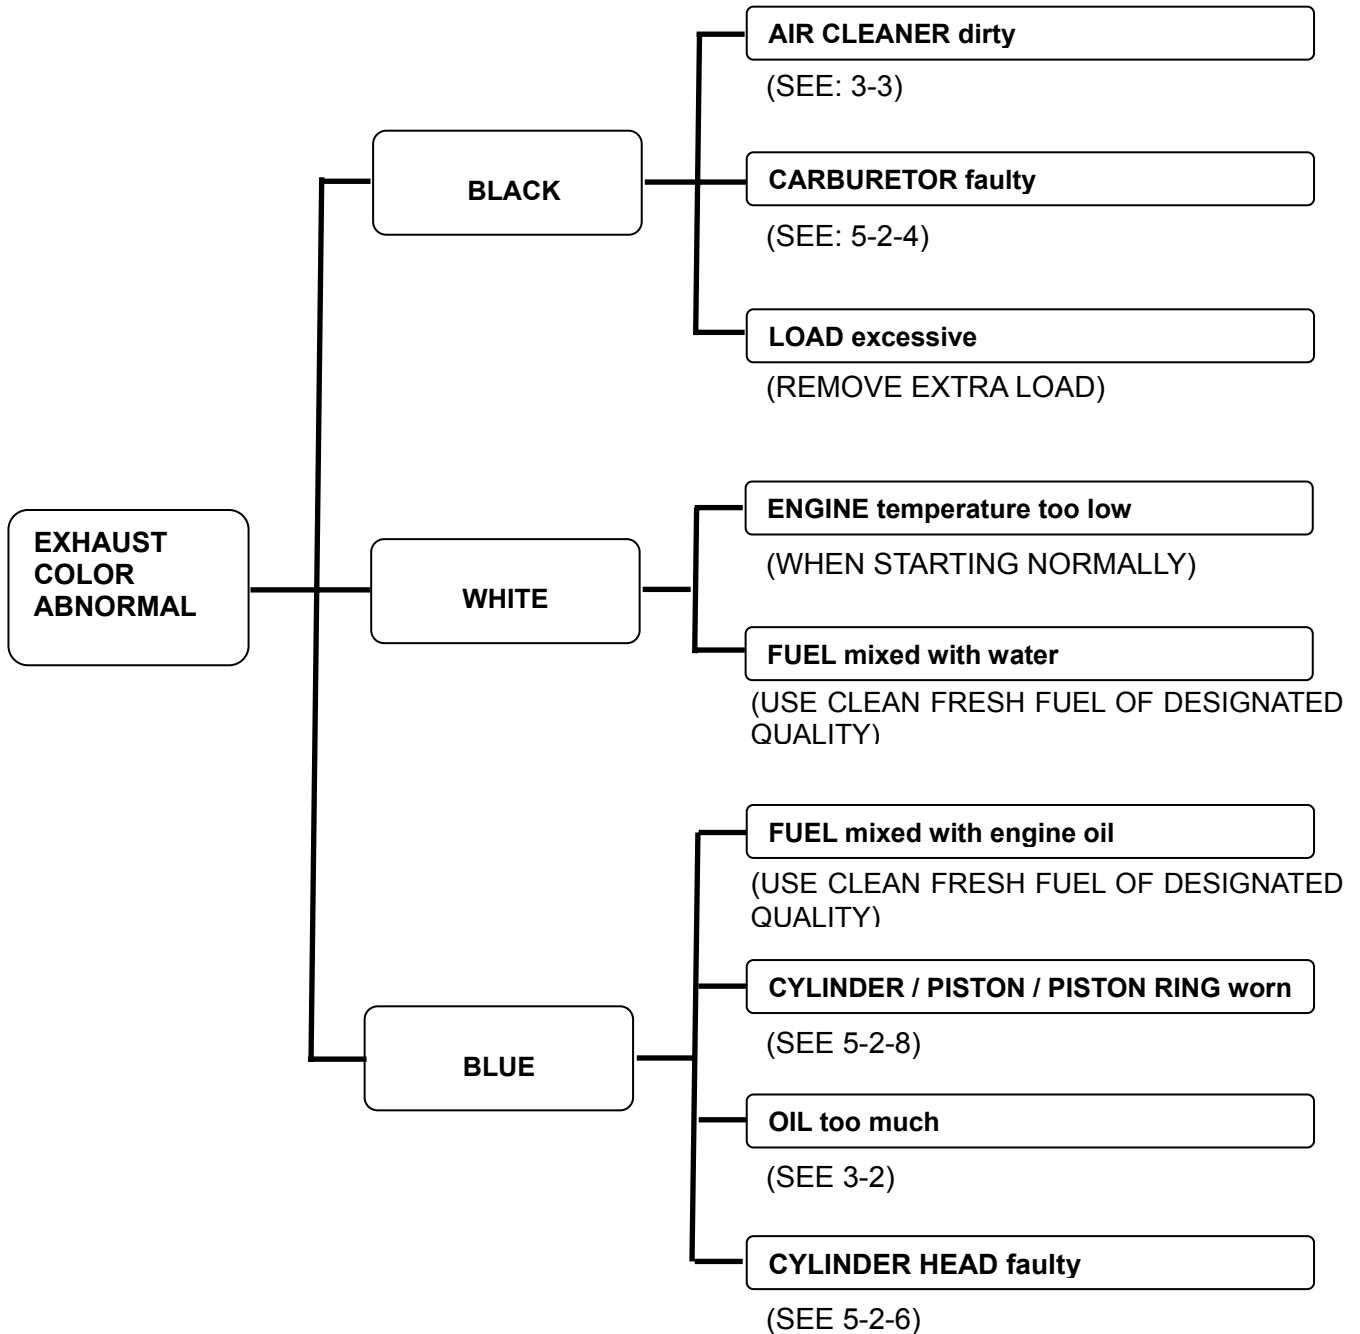 AIR CLEANER dirty
(SEE: 3-3)
BLACK
CARBURETOR faulty
(SEE: 5-2-4)
LOAD excessive
(REMOVE EXTRA LOAD)
EXHAUST
COLOR
ABNORMAL
WHITE
ENGINE temperature too low
(WHEN STARTING NORMALLY)
FUEL mixed with water
(USE CLEAN FRESH FUEL OF DESIGNATED
QUALITY)
BLUE
FUEL mixed with engine oil
(USE CLEAN FRESH FUEL OF DESIGNATED
QUALITY)
CYLINDER / PISTON / PISTON RING worn
(SEE 5-2-8)
OIL too much
(SEE 3-2)
CYLINDER HEAD faulty
(SEE 5-2-6)